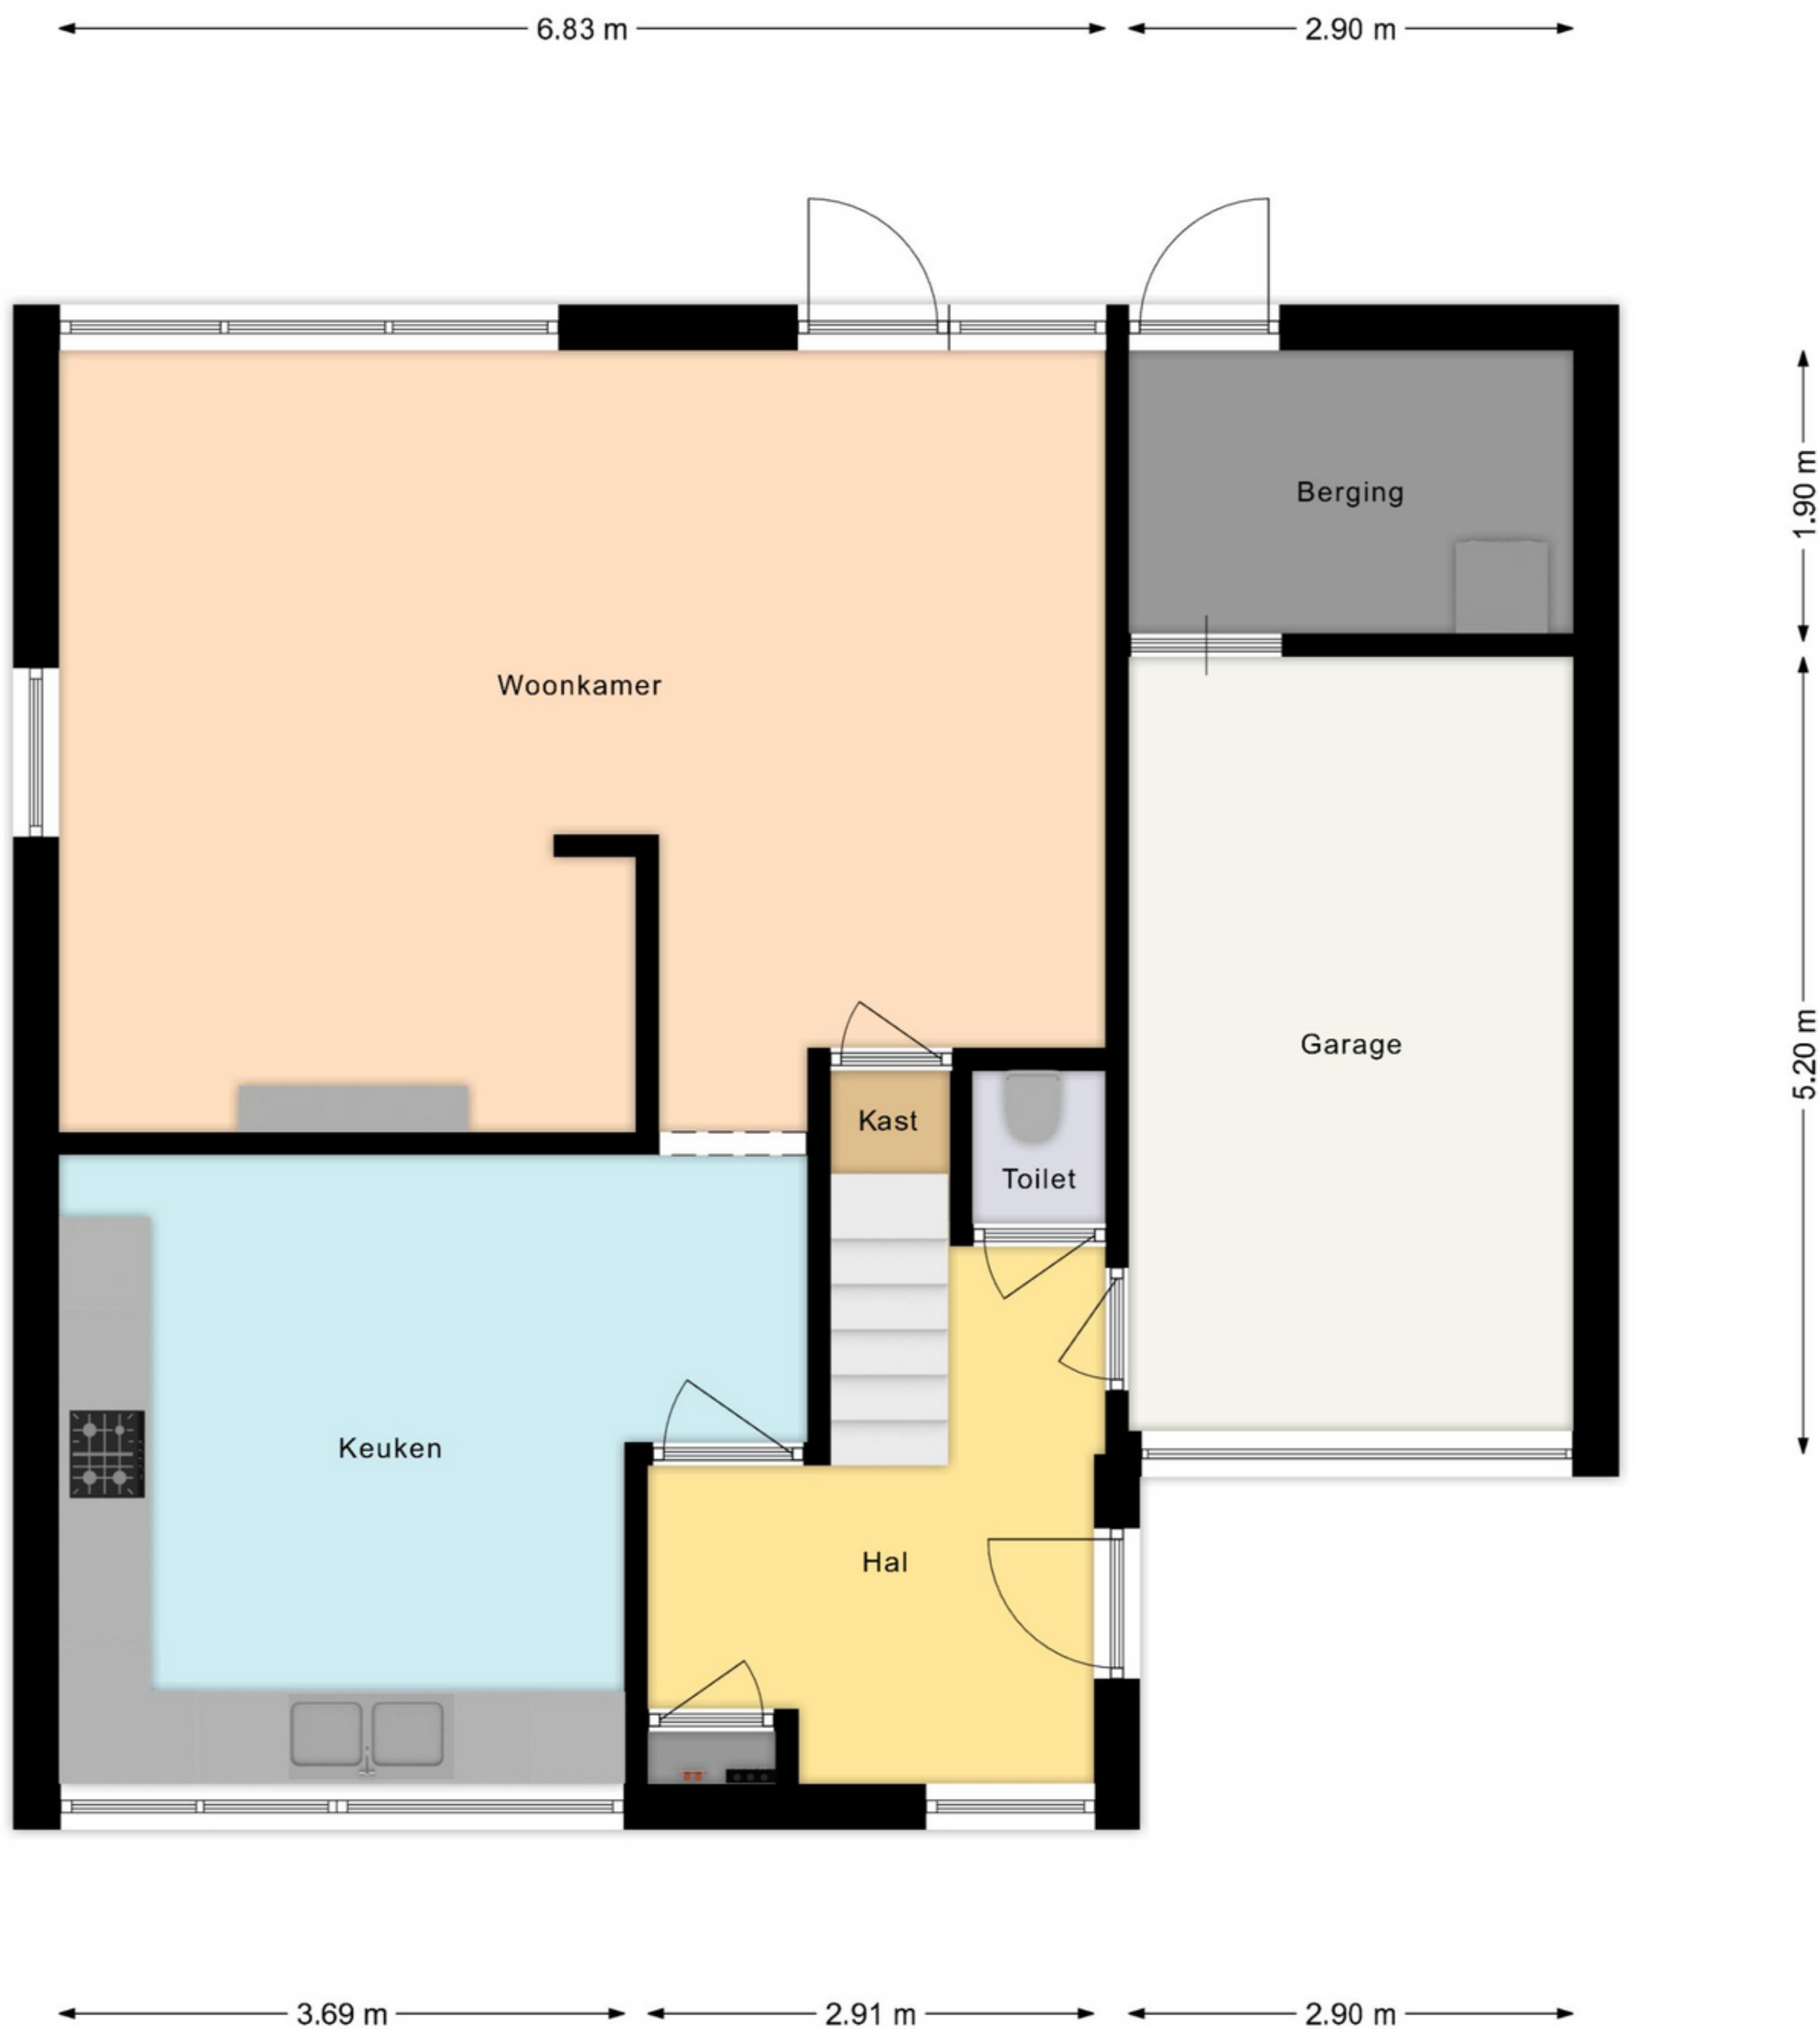 6.83 m
2.90 m
Berging
1.90 m
Woonkamer
Garage
5.20 m
Kast
Toilet
Keuken
Hal
3.69 m
2.91 m
2.90 m